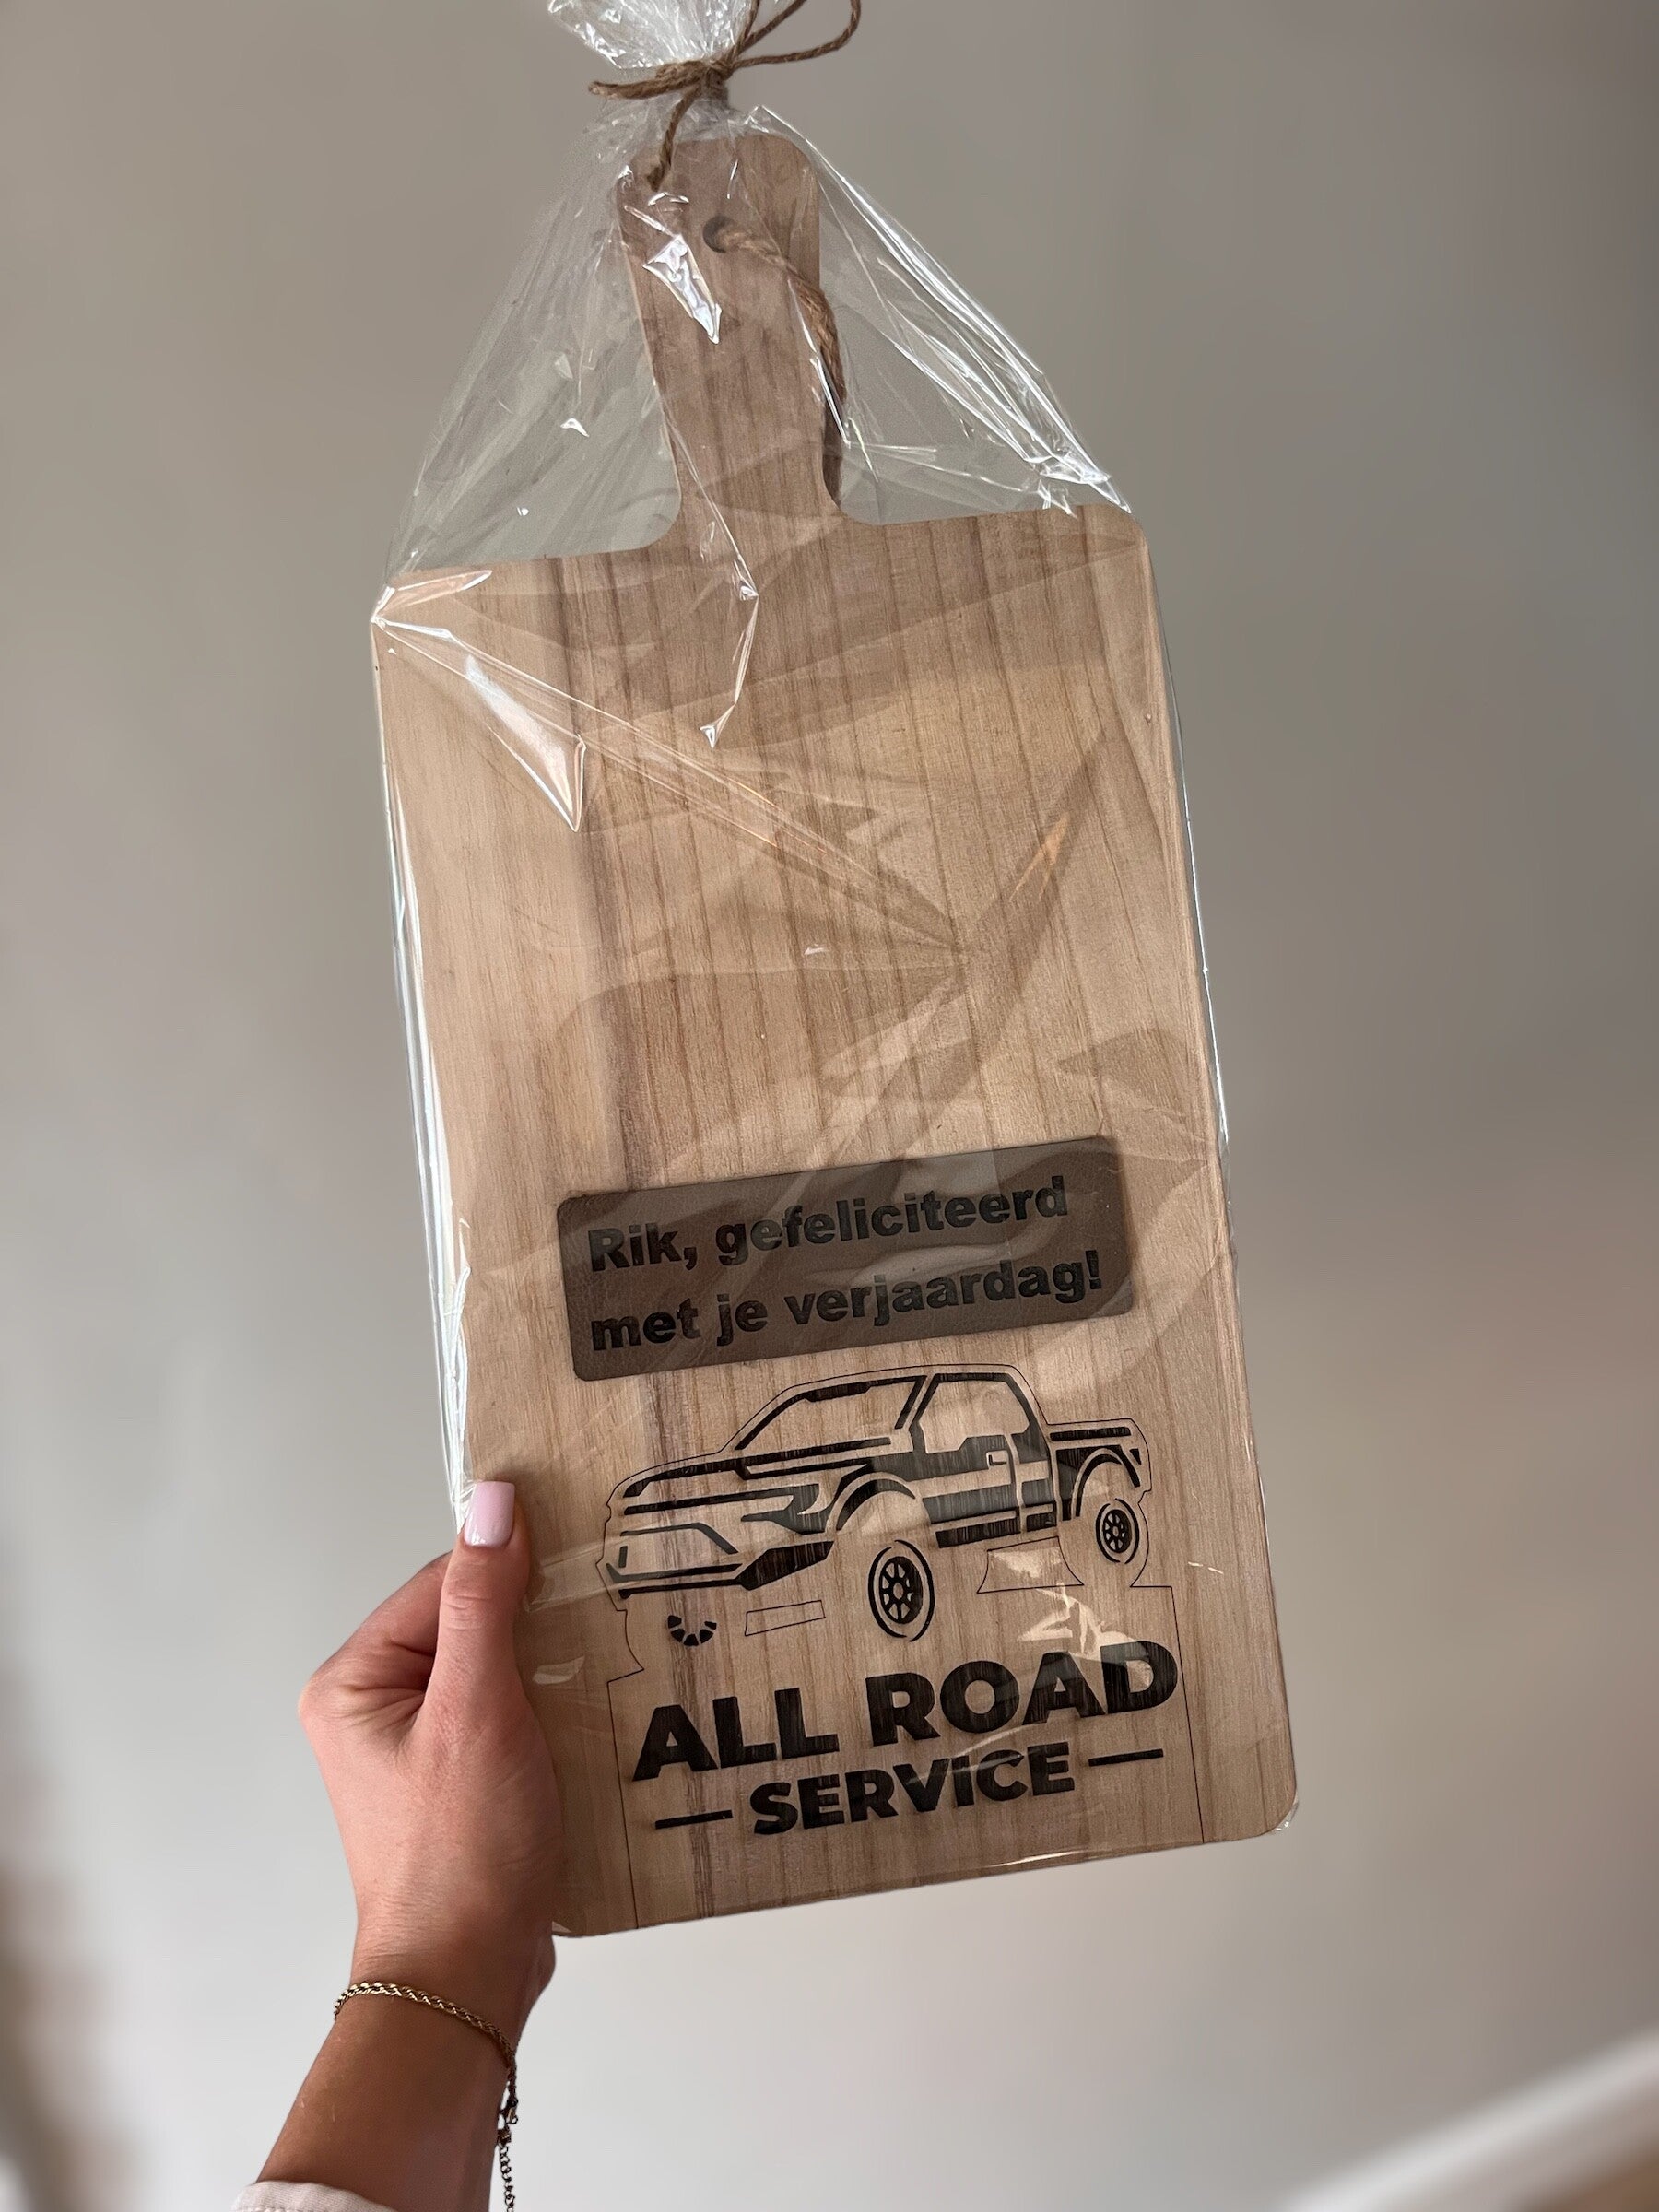 Rik, gefeliciteerd
met je verjaardag!
ALL ROAD
SERVICE